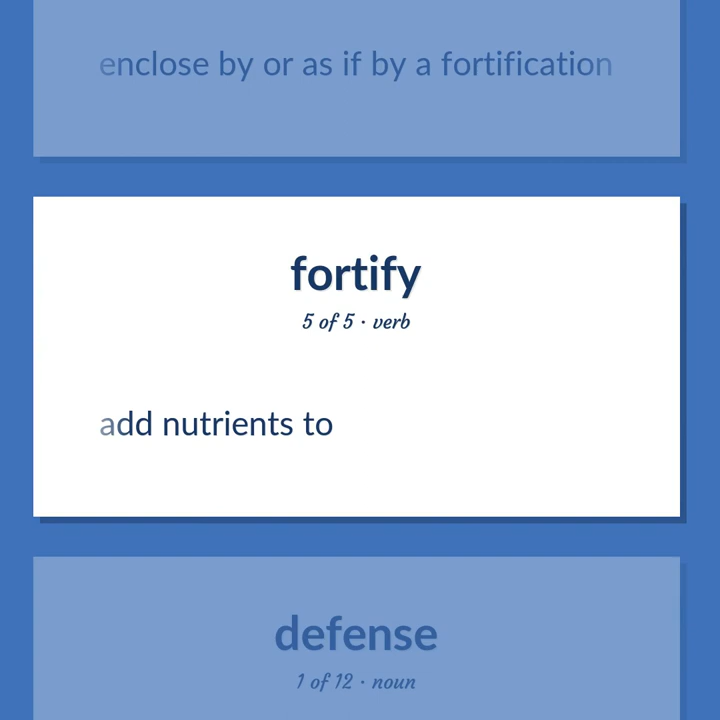 enclose by or as if by a fortification
fortify
5 of 5 · verb
add nutrients to
defense
1 of 12 · noun